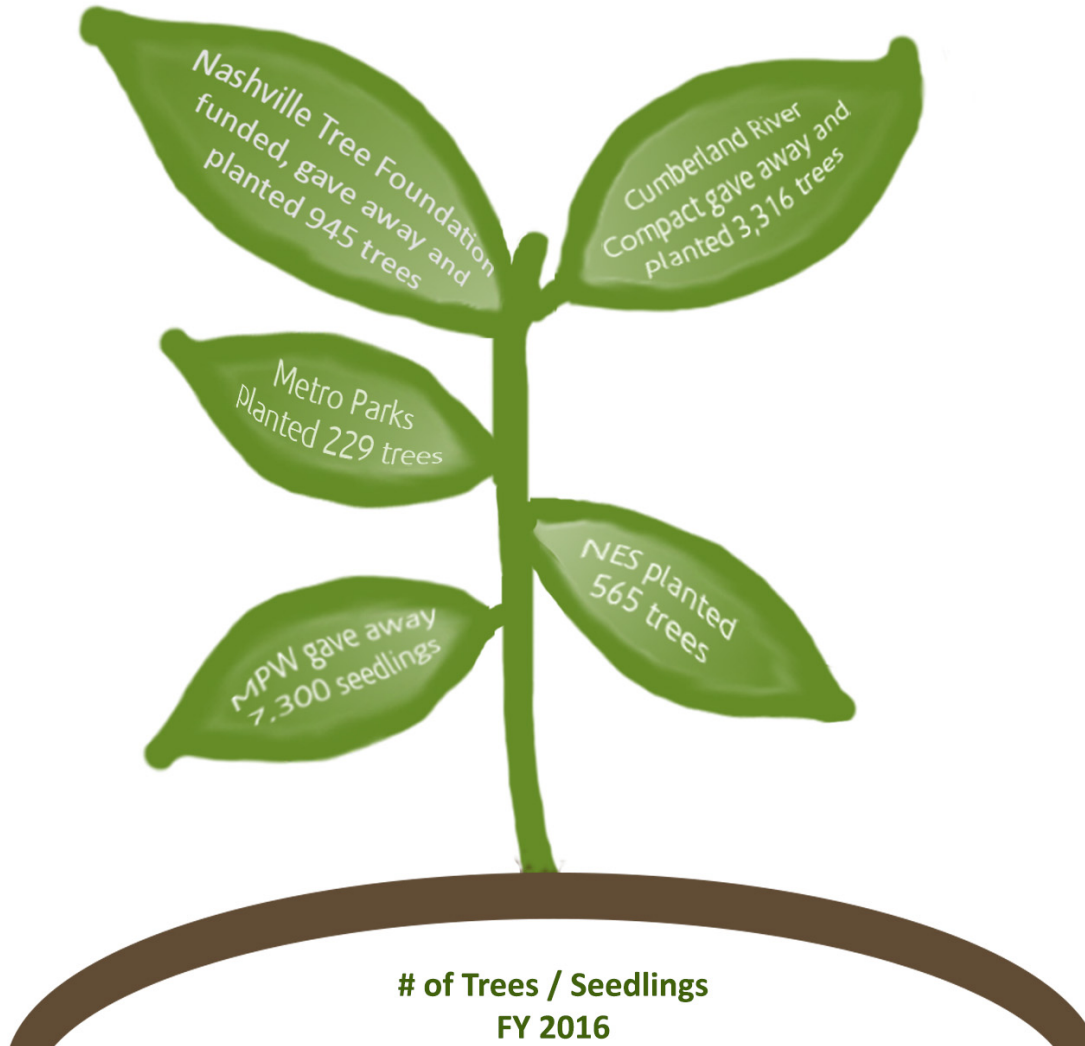 Nashville Tree Foundation
funded, gave away and
planted 945 trees
Cumberland River
Compact gave away and
planted 3,316 trees
Metro Parks
planted 229 trees
NES planted
565 trees
MPW gave away
7,300 seedlings
# of Trees / Seedlings
FY 2016